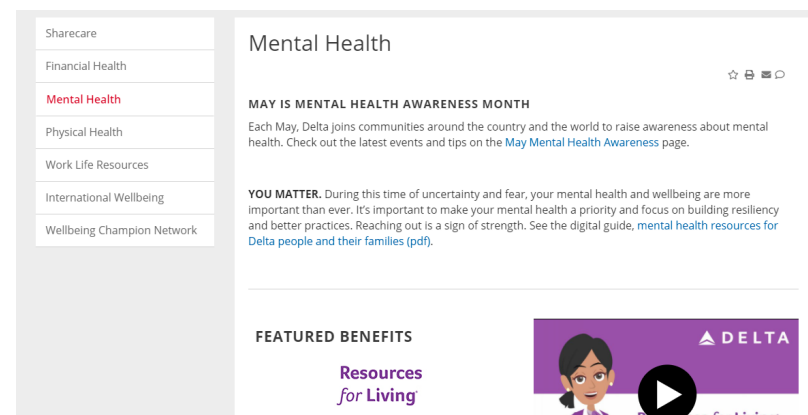 Sharecare
Financial Health
Mental Health
Physical Health
Work Life Resources
International Wellbeing
Wellbeing Champion Network
Mental Health
MAY IS MENTAL HEALTH AWARENESS MONTH
Each May, Delta joins communities around the country and the world to raise awareness about mental
health. Check out the latest events and tips on the May Mental Health Awareness page.
YOU MATTER. During this time of uncertainty and fear, your mental health and wellbeing are more
important than ever. It's important to make your mental health a priority and focus on building resiliency
and better practices. Reaching out is a sign of strength. See the digital guide, mental health resources for
Delta people and their families (pdf).
FEATURED BENEFITS
Resources
for Living
DELTA